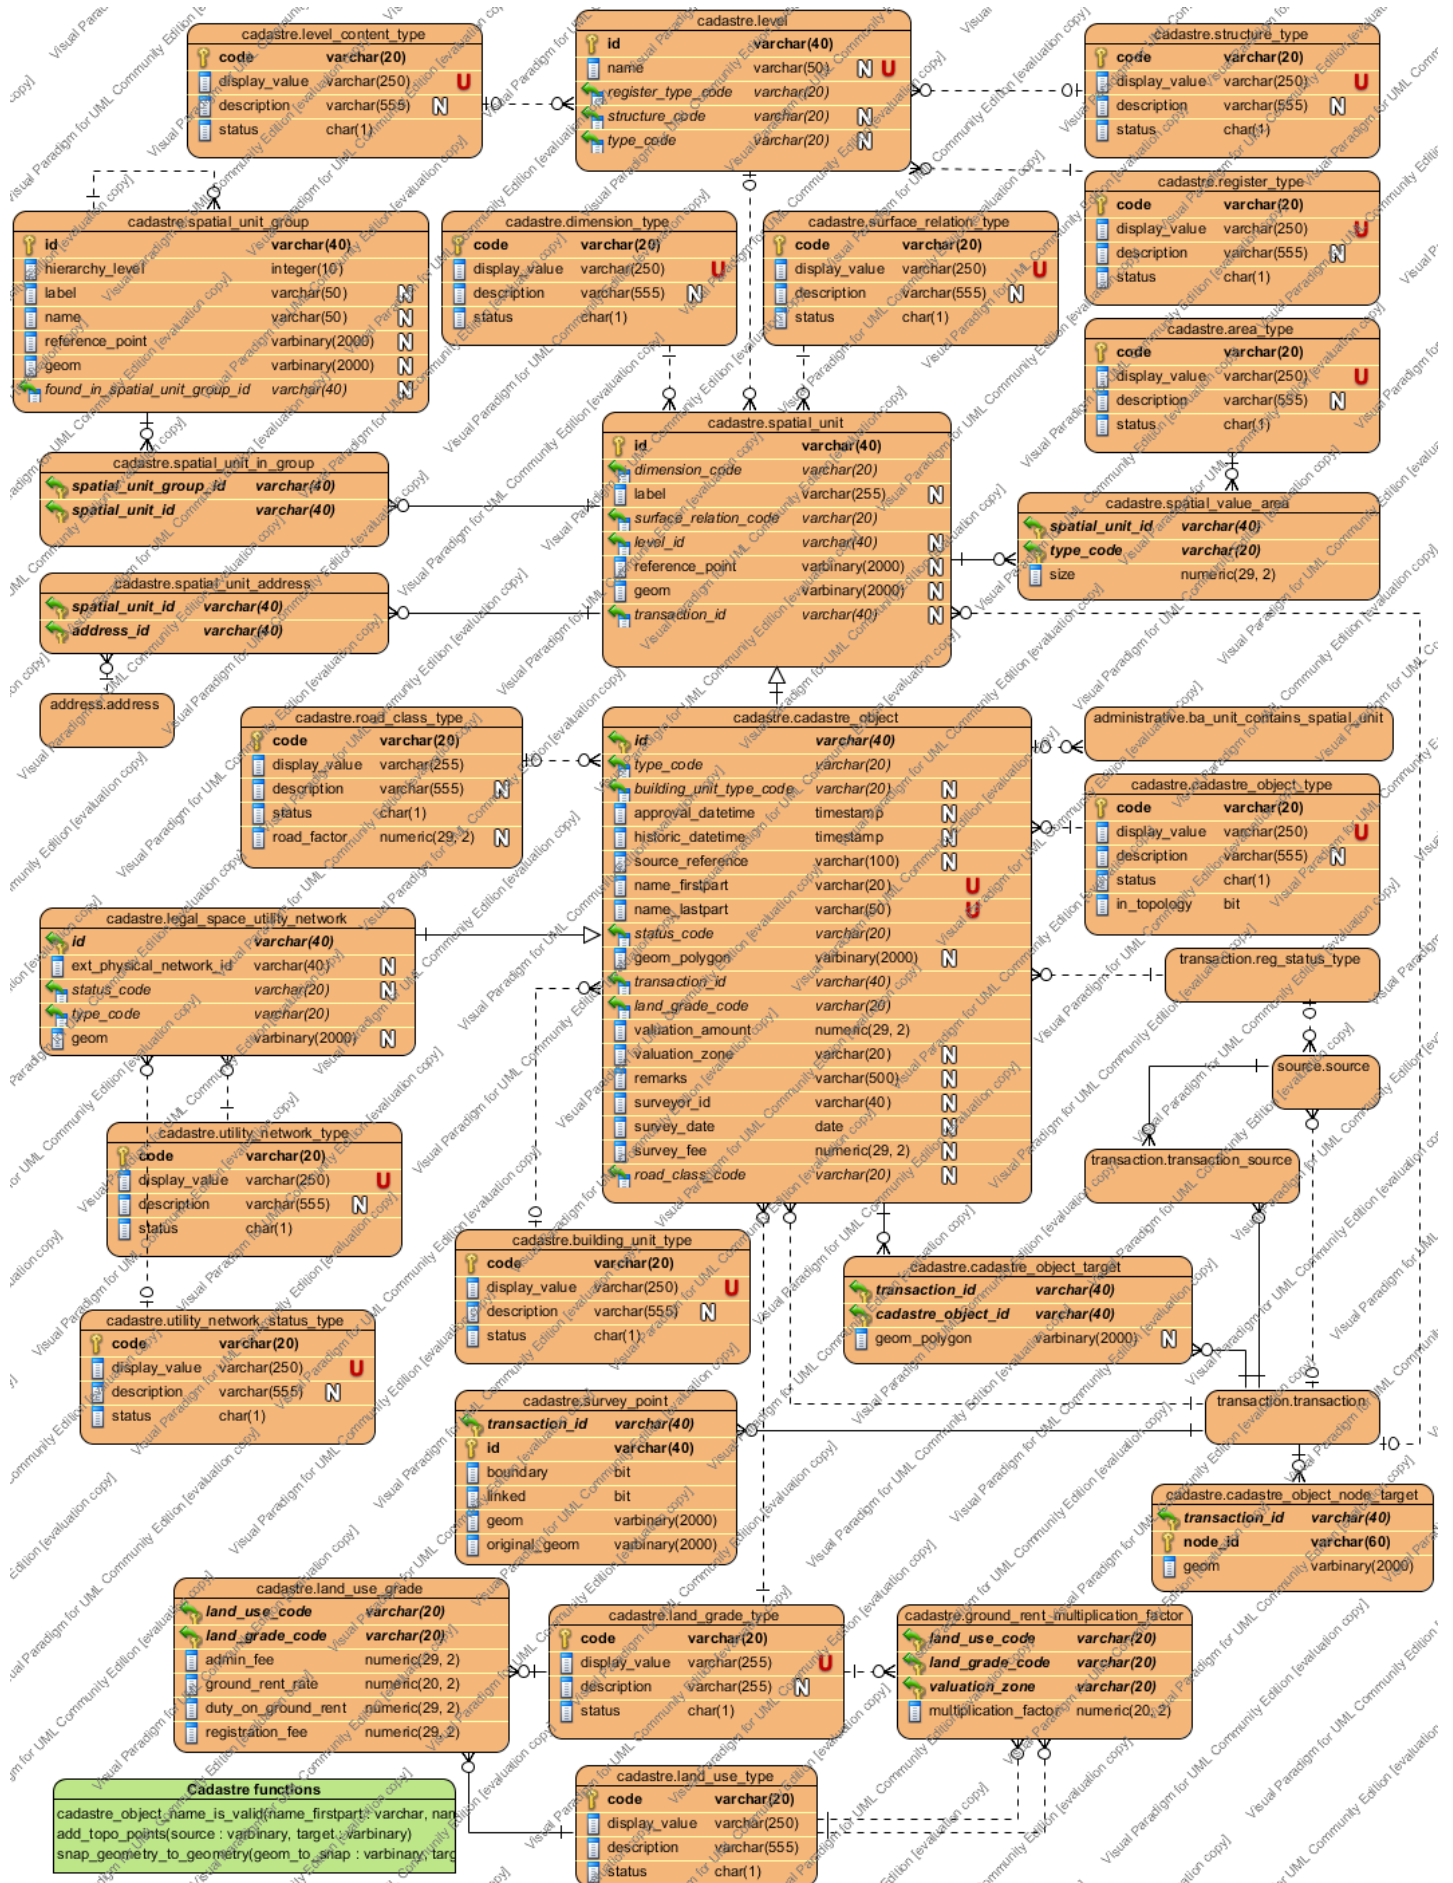 cadastre.level_content_type
code varchar(20)
display_value varchar(250) U
description varchar(555) N
status char(1)
cadastre.level
id varchar(40)
name varchar(50) N U
register_type_code varchar(20)
structure_code varchar(20) N
type_code varchar(20) N
cadastre.structure_type
code varchar(20)
display_value varchar(250) U
description varchar(555) N
status char(1)
cadastre.register_type
code varchar(20)
display_value varchar(250) U
description varchar(555) N
status char(1)
cadastre.spatial_unit_group
id varchar(40)
hierarchy_level integer(10)
label varchar(50) N
name varchar(50) N
reference_point varbinary(2000) N
geom varbinary(2000) N
found_in_spatial_unit_group_id varchar(40) N
cadastre.dimension_type
code varchar(20)
display_value varchar(250) U
description varchar(555) N
status char(1)
cadastre.surface_relation_type
code varchar(20)
display_value varchar(250) U
description varchar(555) N
status char(1)
cadastre.area_type
code varchar(20)
display_value varchar(250) U
description varchar(555) N
status char(1)
cadastre.spatial_unit
id varchar(40)
dimension_code varchar(20)
label varchar(255) N
surface_relation_code varchar(20)
level_id varchar(40) N
reference_point varbinary(2000) N
geom varbinary(2000) N
transaction_id varchar(40) N
cadastre.spatial_unit_in_group
spatial_unit_group_id varchar(40)
spatial_unit_id varchar(40)
cadastre.spatial_value_area
spatial_unit_id varchar(40)
type_code varchar(20)
size numeric(29, 2)
cadastre.spatial_unit_address
spatial_unit_id varchar(40)
address_id varchar(40)
address.address
cadastre.road_class_type
code varchar(20)
display_value varchar(255)
description varchar(555) N
status char(1)
road_factor numeric(29, 2) N
cadastre.cadastre_object
id varchar(40)
type_code varchar(20)
building_unit_type_code varchar(20) N
approval_datetime timestamp N
historic_datetime timestamp N
source_reference varchar(100) N
name_firstpart varchar(20) U
name_lastpart varchar(50) U
status_code varchar(20)
geom_polygon varbinary(2000) N
transaction_id varchar(40)
land_grade_code varchar(20)
valuation_amount numeric(29, 2)
valuation_zone varchar(20) N
remarks varchar(500) N
surveyor_id varchar(40) N
survey_date date N
survey_fee numeric(29, 2) N
road_class_code varchar(20) N
administrative.ba_unit_contains_spatial_unit
cadastre.cadastre_object_type
code varchar(20)
display_value varchar(250) U
description varchar(555) N
status char(1)
in_topology bit
cadastre.legal_space_utility_network
id varchar(40)
ext_physical_network_id varchar(40) N
status_code varchar(20) N
type_code varchar(20)
geom varbinary(2000) N
transaction.reg_status_type
source.source
transaction.transaction_source
cadastre.utility_network_type
code varchar(20)
display_value varchar(250) U
description varchar(555) N
status char(1)
cadastre.building_unit_type
code varchar(20)
display_value varchar(250) U
description varchar(555) N
status char(1)
cadastre.cadastre_object_target
transaction_id varchar(40)
cadastre_object_id varchar(40)
geom_polygon varbinary(2000) N
cadastre.utility_network_status_type
code varchar(20)
display_value varchar(250) U
description varchar(555) N
status char(1)
cadastre.survey_point
transaction_id varchar(40)
id varchar(40)
boundary bit
linked bit
geom varbinary(2000)
original_geom varbinary(2000)
transaction.transaction
cadastre.cadastre_object_node_target
transaction_id varchar(40)
node_id varchar(60)
geom varbinary(2000)
cadastre.land_use_grade
land_use_code varchar(20)
land_grade_code varchar(20)
admin_fee numeric(29, 2)
ground_rent_rate numeric(20, 2)
duty_on_ground_rent numeric(29, 2)
registration_fee numeric(29, 2)
cadastre.land_grade_type
code varchar(20)
display_value varchar(255) U
description varchar(255) N
status char(1)
cadastre.ground_rent_multiplication_factor
land_use_code varchar(20)
land_grade_code varchar(20)
valuation_zone varchar(20)
multiplication_factor numeric(20, 2)
cadastre.land_use_type
code varchar(20)
display_value varchar(250)
description varchar(555)
status char(1)
Cadastre functions
cadastre_object_name_is_valid(name_firstpart : varchar, nam
add_topo_points(source : varbinary, target : varbinary)
snap_geometry_to_geometry(geom_to_snap : varbinary, targ
Visual Paradigm for UML Community Edition [evaluation copy]